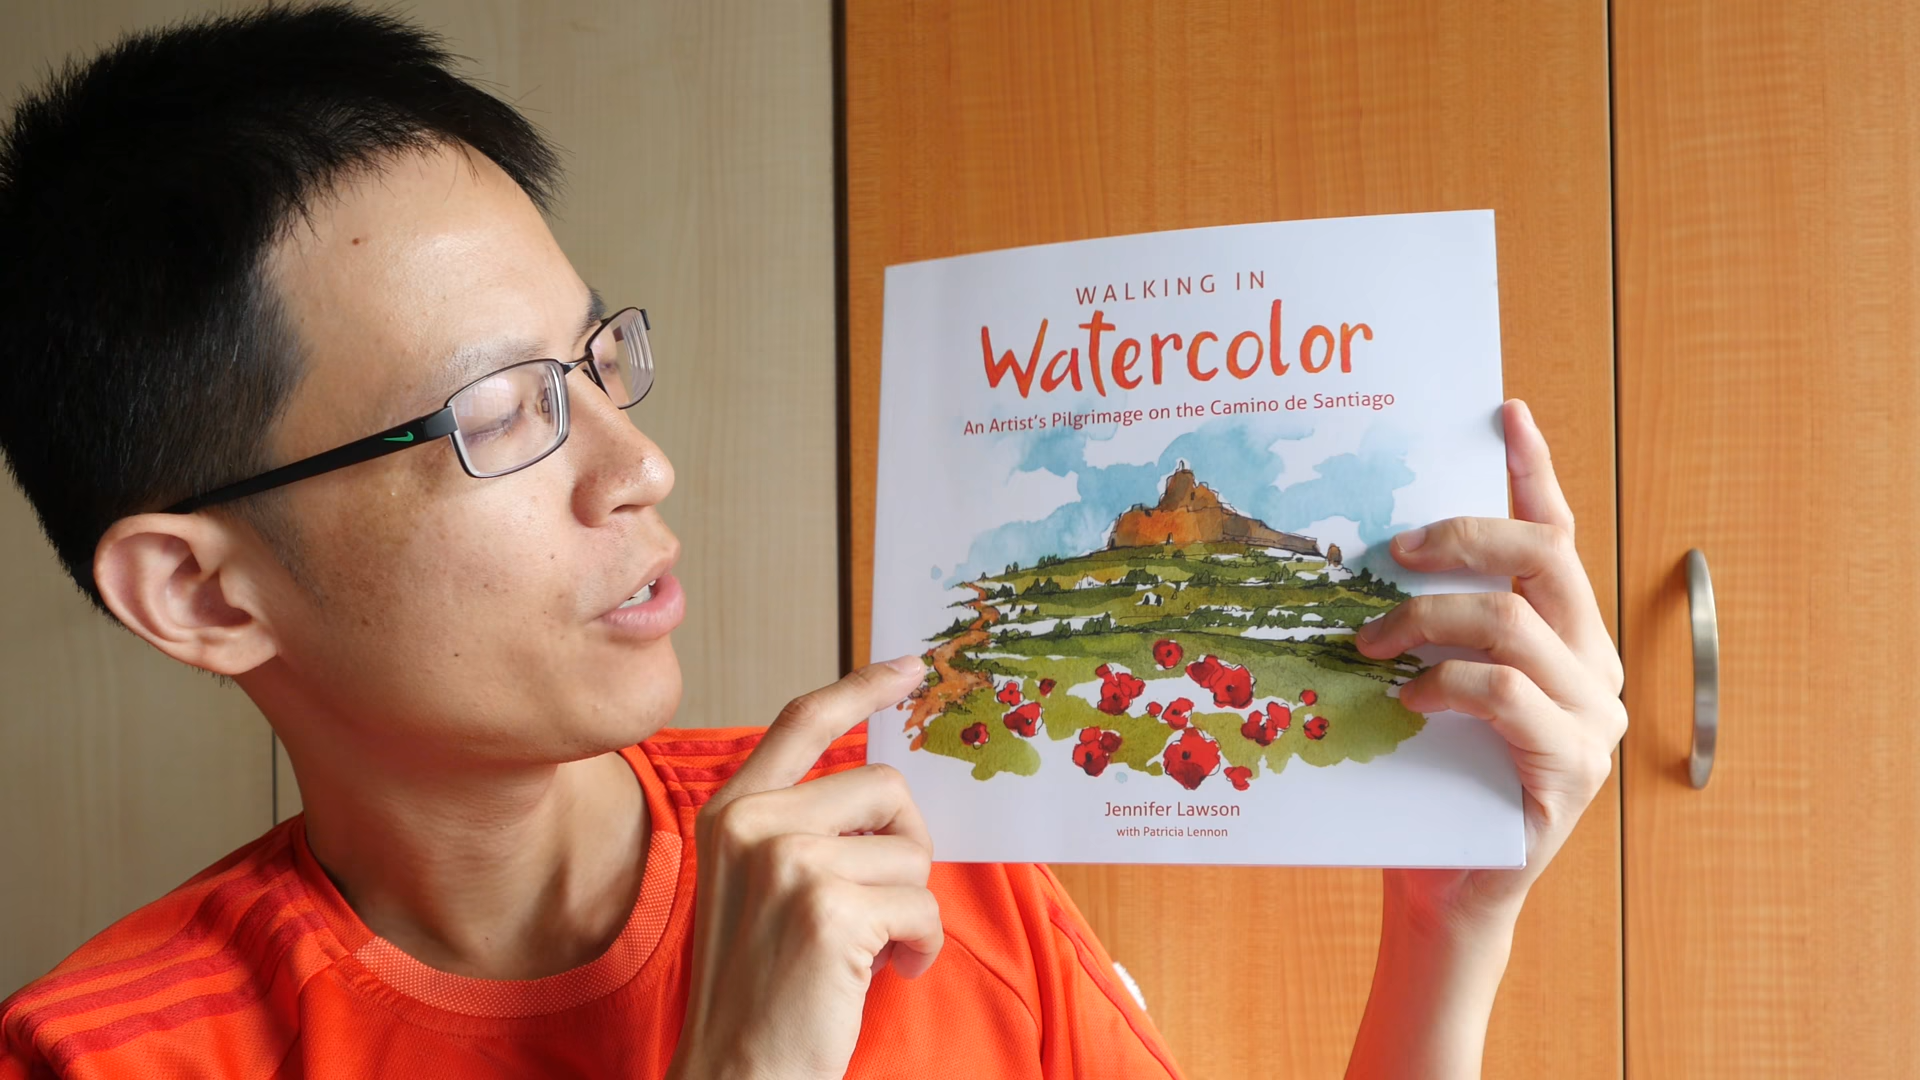 WALKING IN
Watercolor
An Artist's Pilgrimage on the Camino de Santiago
Jennifer Lawson
with Patricia Lennon